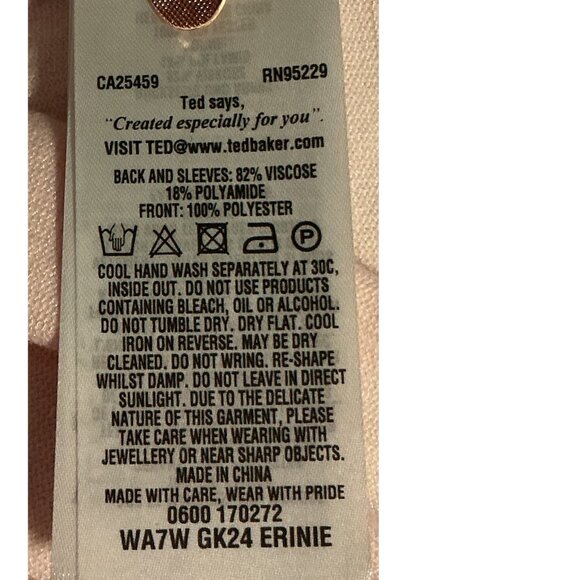 CA25459 RN95229
Ted says,
"Created especially for you".
VISIT TED@www.tedbaker.com
BACK AND SLEEVES: 82% VISCOSE
18% POLYAMIDE
FRONT: 100% POLYESTER
COOL HAND WASH SEPARATELY AT 30C,
INSIDE OUT. DO NOT USE PRODUCTS
CONTAINING BLEACH, OIL OR ALCOHOL.
DO NOT TUMBLE DRY. DRY FLAT. COOL
IRON ON REVERSE. MAY BE DRY
CLEANED. DO NOT WRING. RE-SHAPE
WHILST DAMP. DO NOT LEAVE IN DIRECT
SUNLIGHT. DUE TO THE DELICATE
NATURE OF THIS GARMENT, PLEASE
TAKE CARE WHEN WEARING WITH
JEWELLERY OR NEAR SHARP OBJECTS.
MADE IN CHINA
MADE WITH CARE, WEAR WITH PRIDE
0600 170272
WA7W GK24 ERINIE